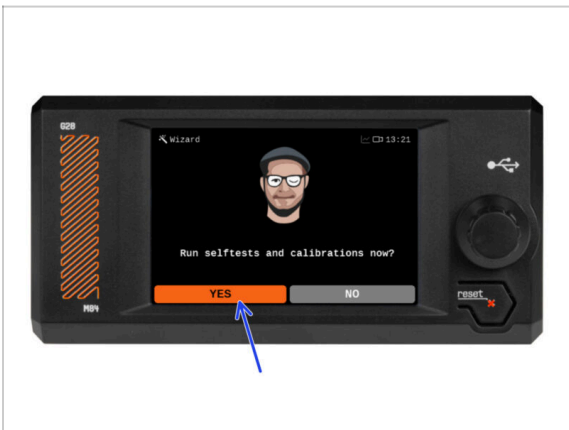 G28
Wizard
13:21
Run selftests and calibrations now?
YES
NO
reset
M84